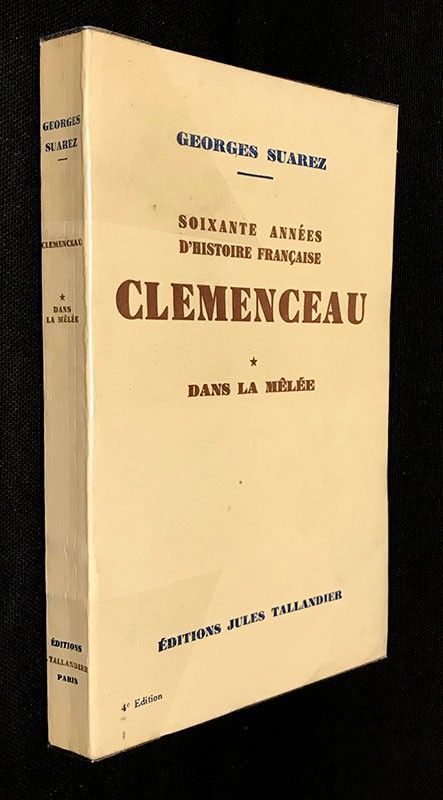 GEORGES
SUAREZ
CLEMENCEAU
★
DANS
LA MÊLÉE
ÉDITIONS
TALLANDIER
PARIS
GEORGES SUAREZ
SOIXANTE ANNÉES
D'HISTOIRE FRANÇAISE
CLEMENCEAU
★
DANS LA MÊLÉE
ÉDITIONS JULES TALLANDIER
4e Edition